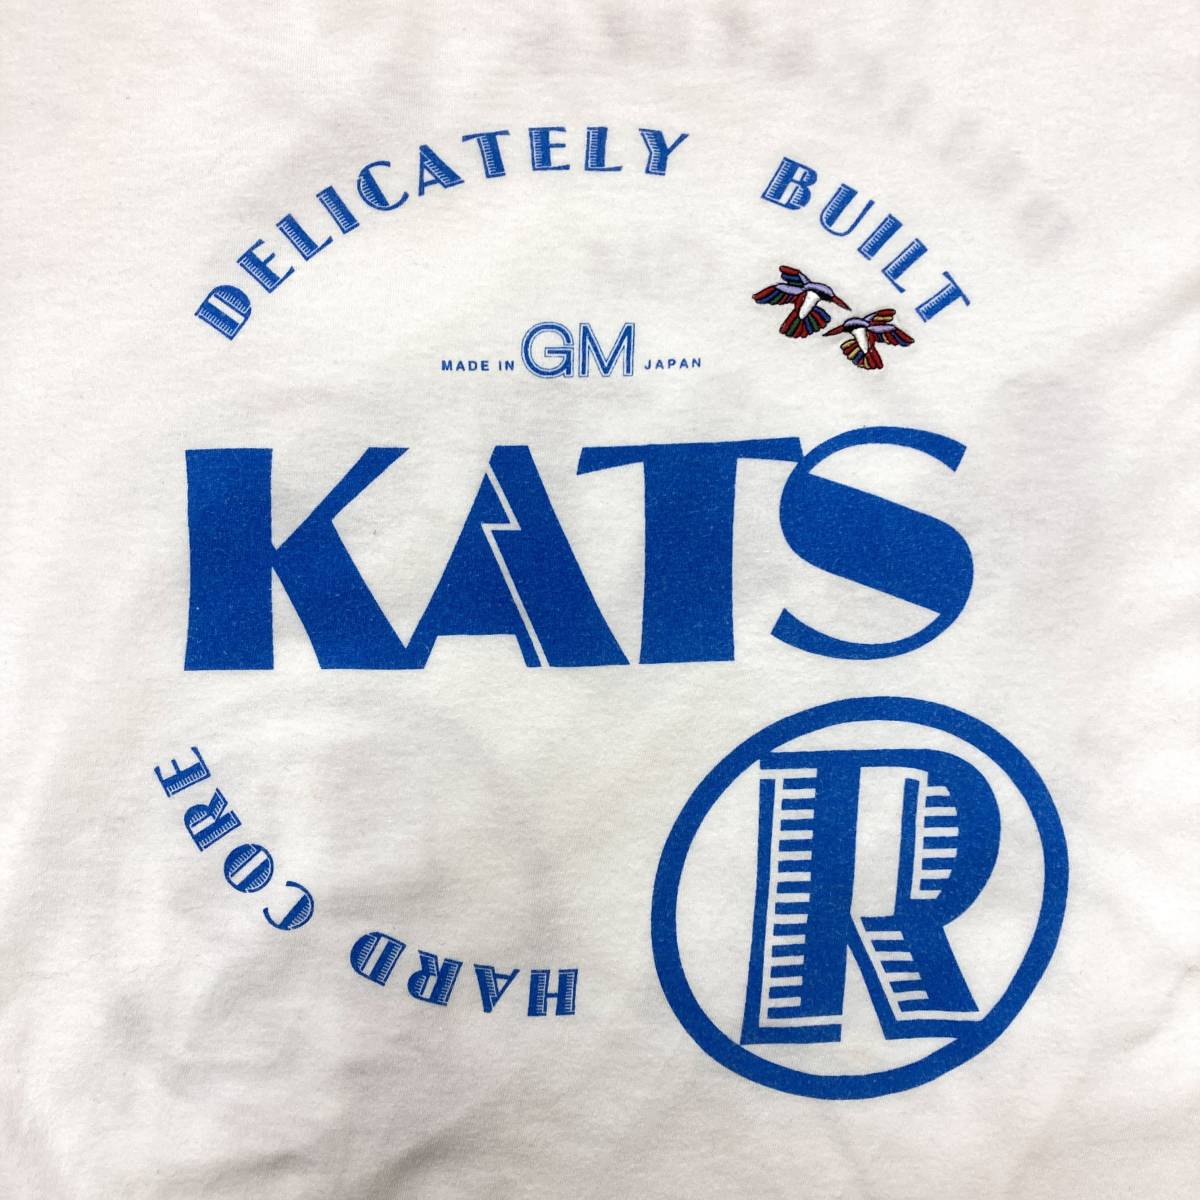 DELICATELY BUILT
MADE IN GM JAPAN
KATS
R
HARD CORE